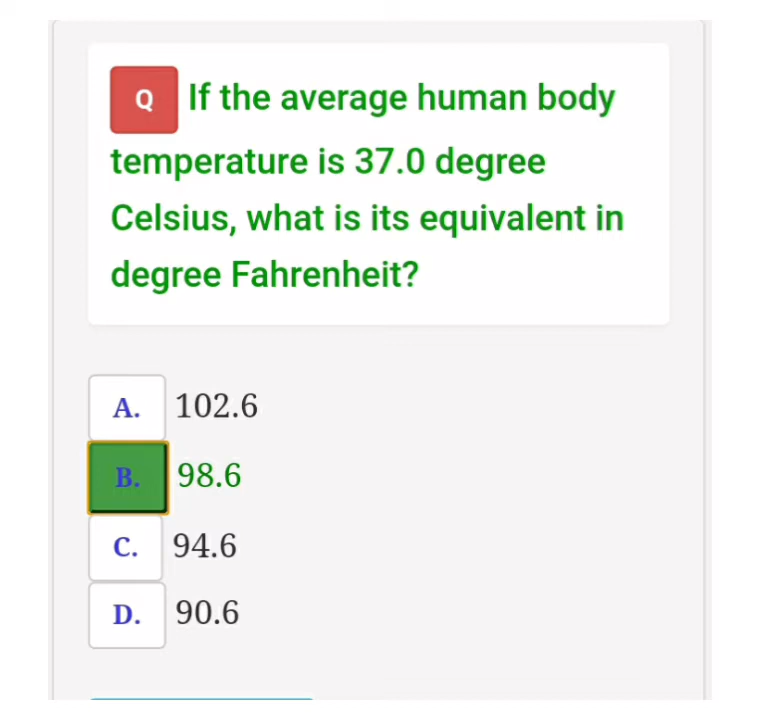 Q If the average human body
temperature is 37.0 degree
Celsius, what is its equivalent in
degree Fahrenheit?
A. 102.6
B. 98.6
C. 94.6
D. 90.6